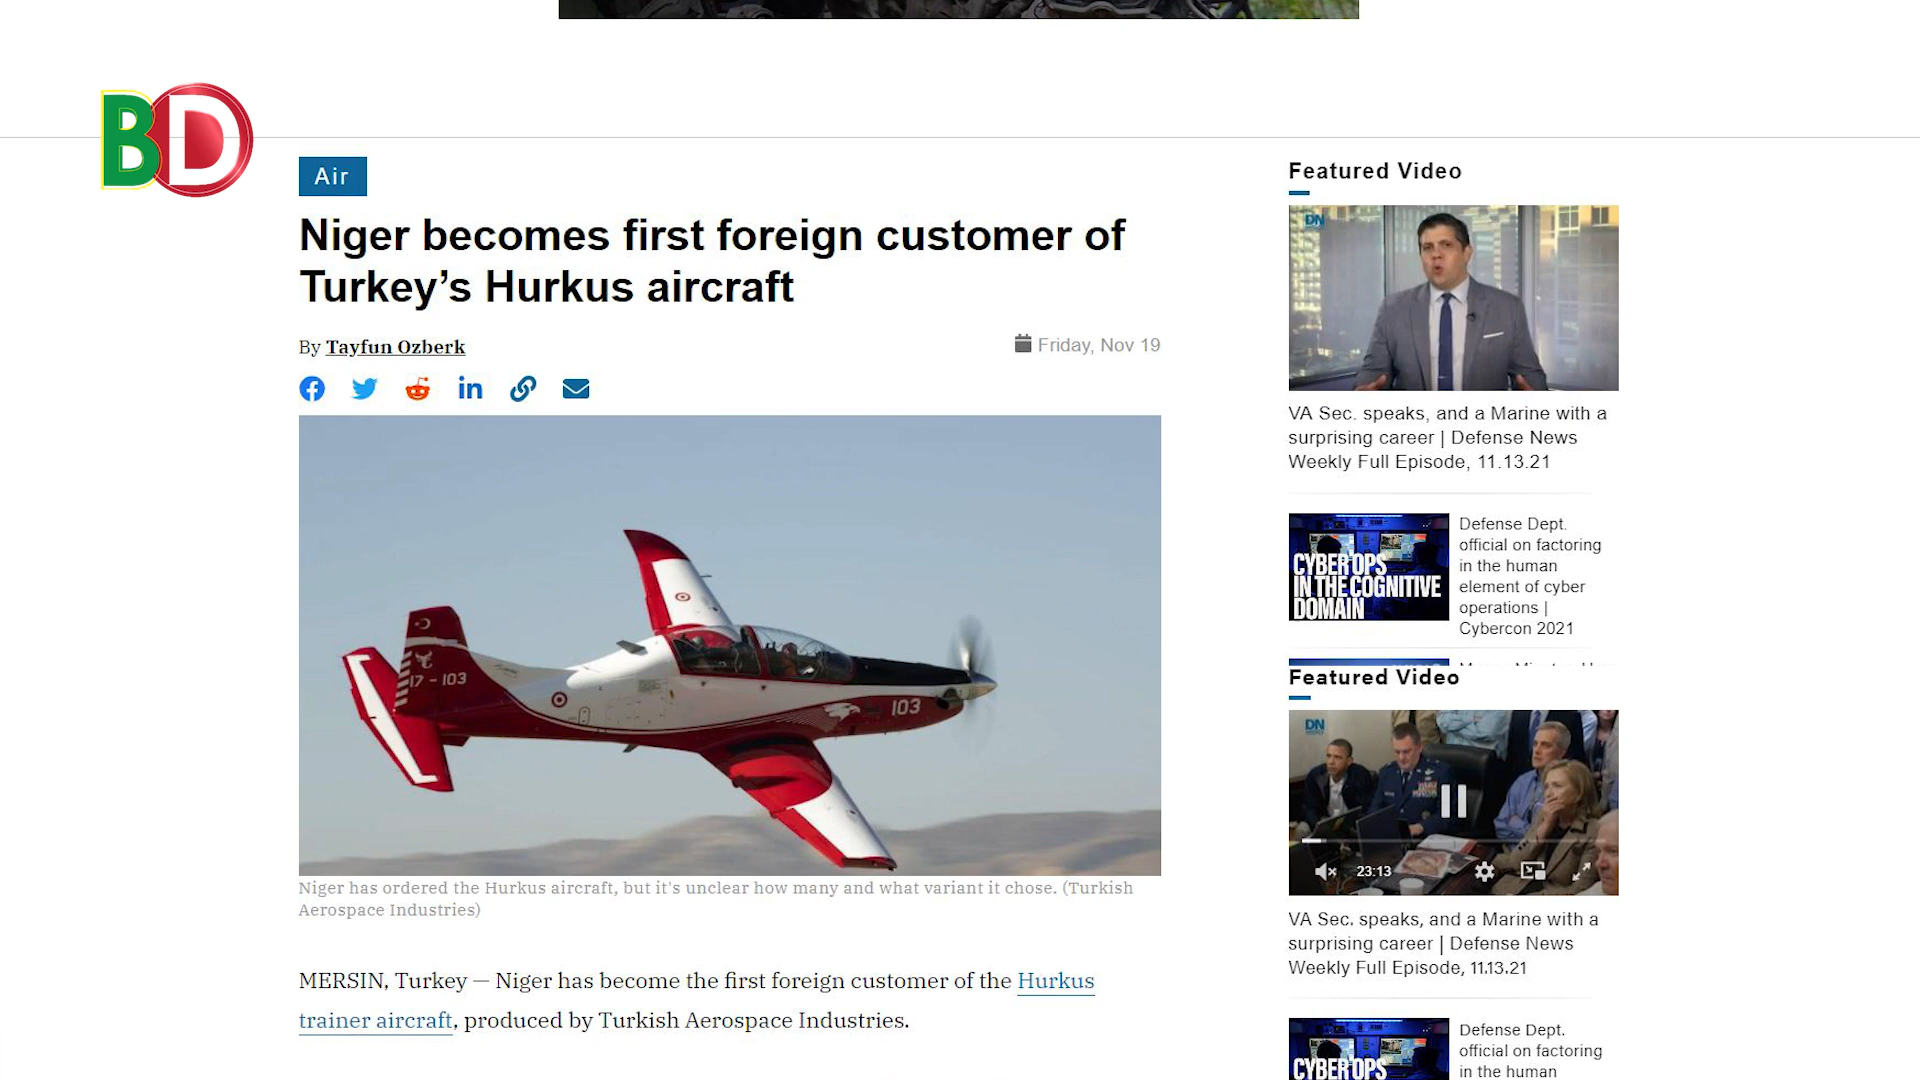 BD
Air
Niger becomes first foreign customer of
Turkey’s Hurkus aircraft
By Tayfun Ozberk
Friday, Nov 19
17 - 103
103
Niger has ordered the Hurkus aircraft, but it's unclear how many and what variant it chose. (Turkish
Aerospace Industries)
MERSIN, Turkey — Niger has become the first foreign customer of the Hurkus
trainer aircraft, produced by Turkish Aerospace Industries.
Featured Video
DN
VA Sec. speaks, and a Marine with a
surprising career | Defense News
Weekly Full Episode, 11.13.21
CYBER OPS
IN THE COGNITIVE
DOMAIN
Defense Dept.
official on factoring
in the human
element of cyber
operations |
Cybercon 2021
Featured Video
DN
23:13
VA Sec. speaks, and a Marine with a
surprising career | Defense News
Weekly Full Episode, 11.13.21
CYBER OPS
Defense Dept.
official on factoring
in the human